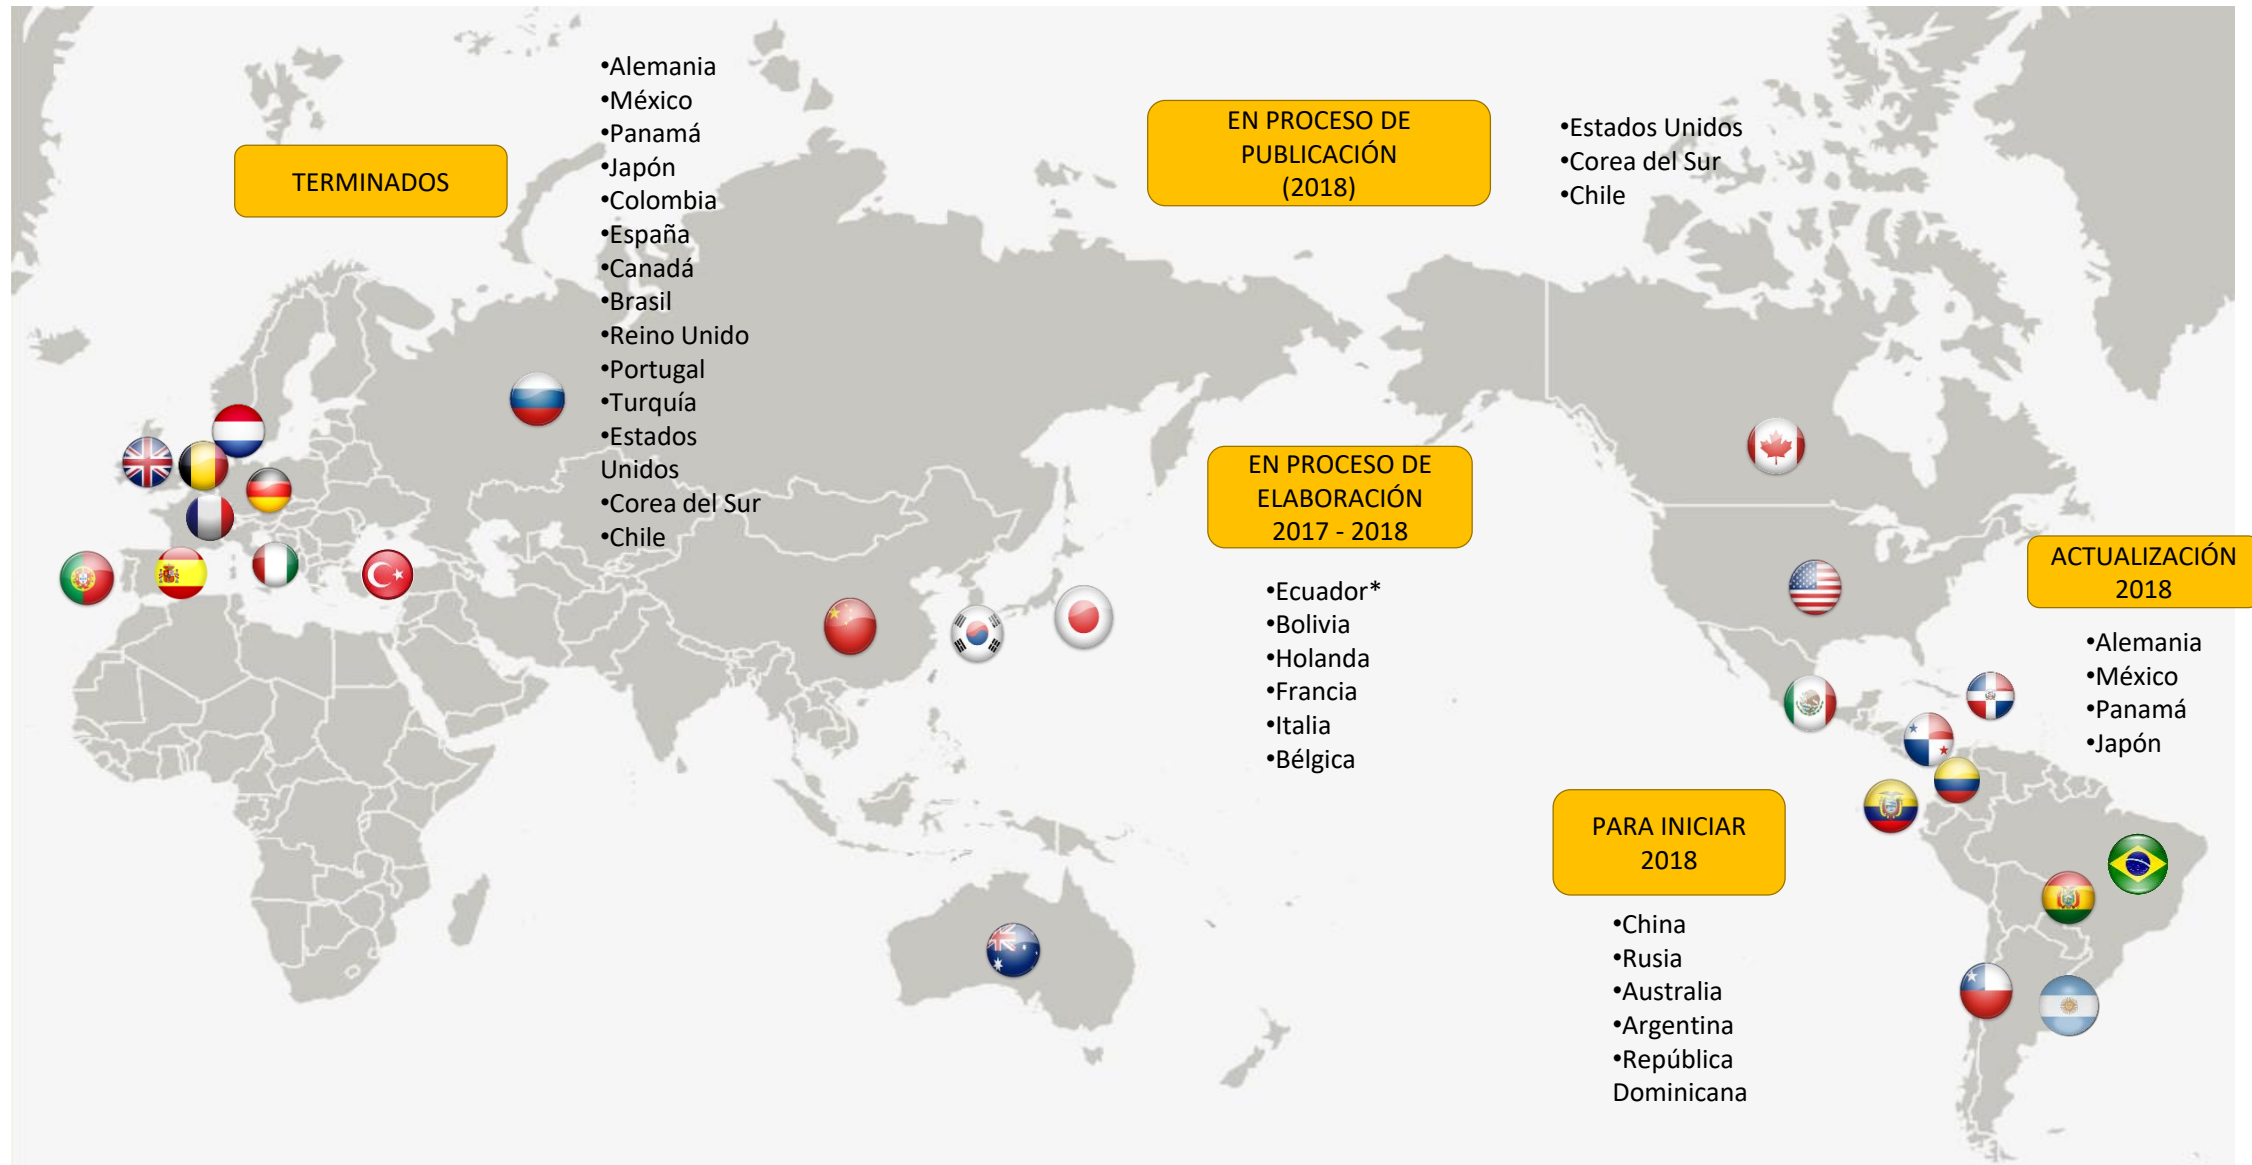 TERMINADOS
•Alemania
•México
•Panamá
•Japón
•Colombia
•España
•Canadá
•Brasil
•Reino Unido
•Portugal
•Turquía
•Estados
Unidos
•Corea del Sur
•Chile
EN PROCESO DE
PUBLICACIÓN
(2018)
•Estados Unidos
•Corea del Sur
•Chile
EN PROCESO DE
ELABORACIÓN
2017 - 2018
•Ecuador*
•Bolivia
•Holanda
•Francia
•Italia
•Bélgica
ACTUALIZACIÓN
2018
•Alemania
•México
•Panamá
•Japón
PARA INICIAR
2018
•China
•Rusia
•Australia
•Argentina
•República
Dominicana